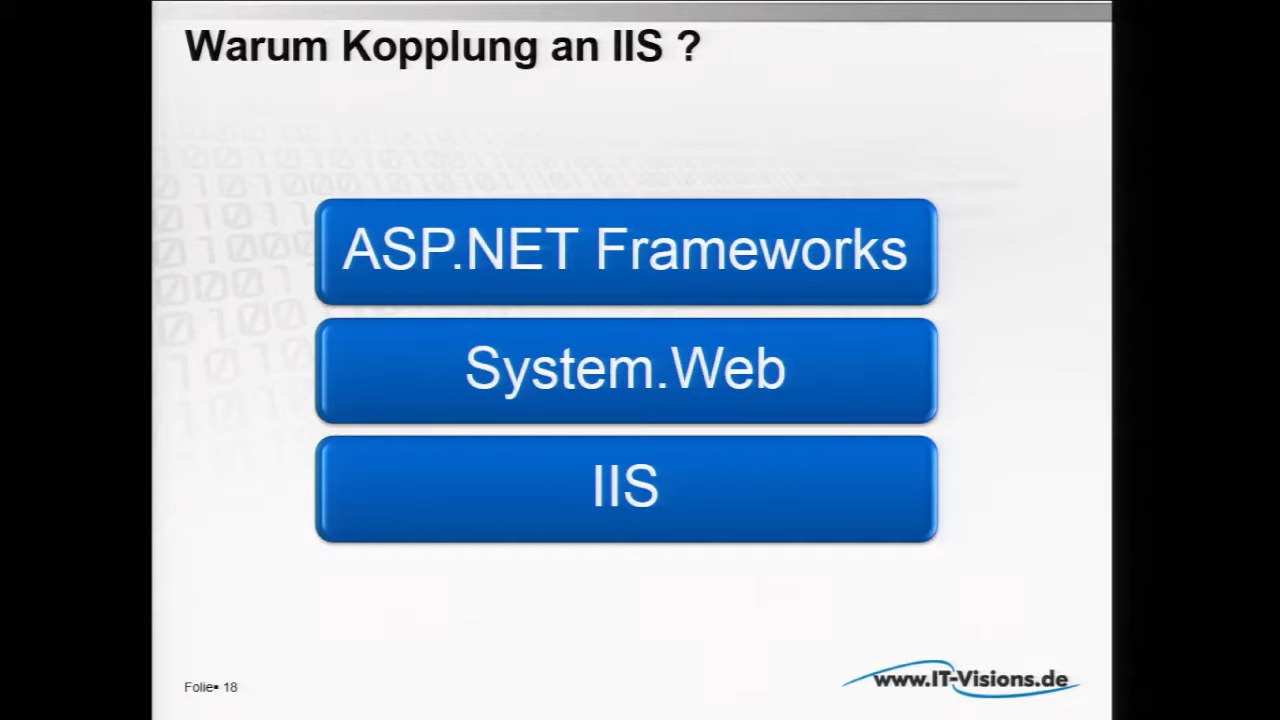 Warum Kopplung an IIS ?
ASP.NET Frameworks
System.Web
IIS
Folie▪ 18
www.IT-Visions.de